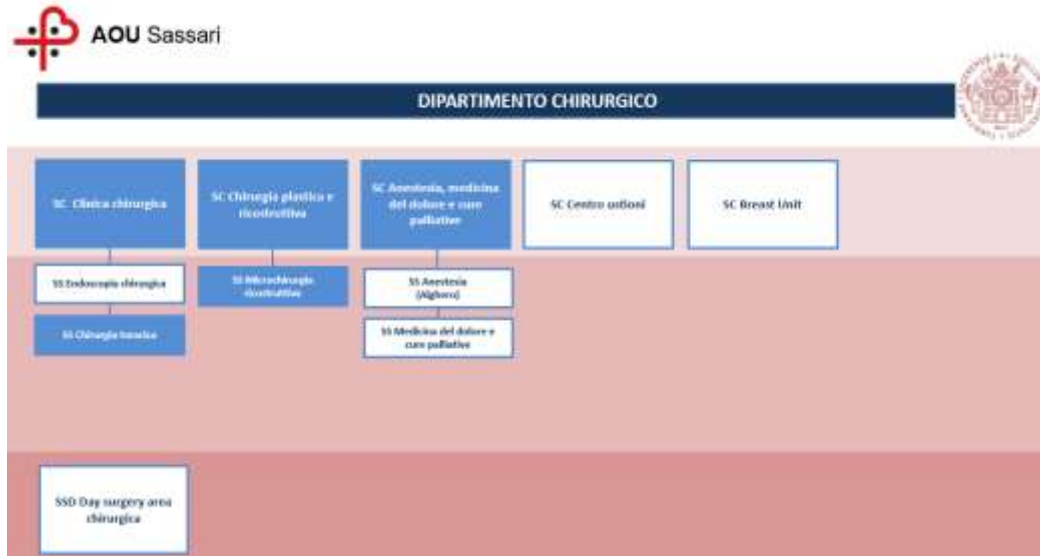 AOU Sassari
DIPARTIMENTO CHIRURGICO
SC Clinica chirurgica
SC Chirurgia plastica e
ricostruttiva
SC Anestesia, medicina
del dolore e cure
palliative
SC Centro ustioni
SC Breast Unit
SS Endoscopia chirurgica
SS Chirurgia toracica
SS Microchirurgia
ricostruttiva
SS Anestesia
(Alghero)
SS Medicina del dolore e
cure palliative
SSD Day surgery area
chirurgica